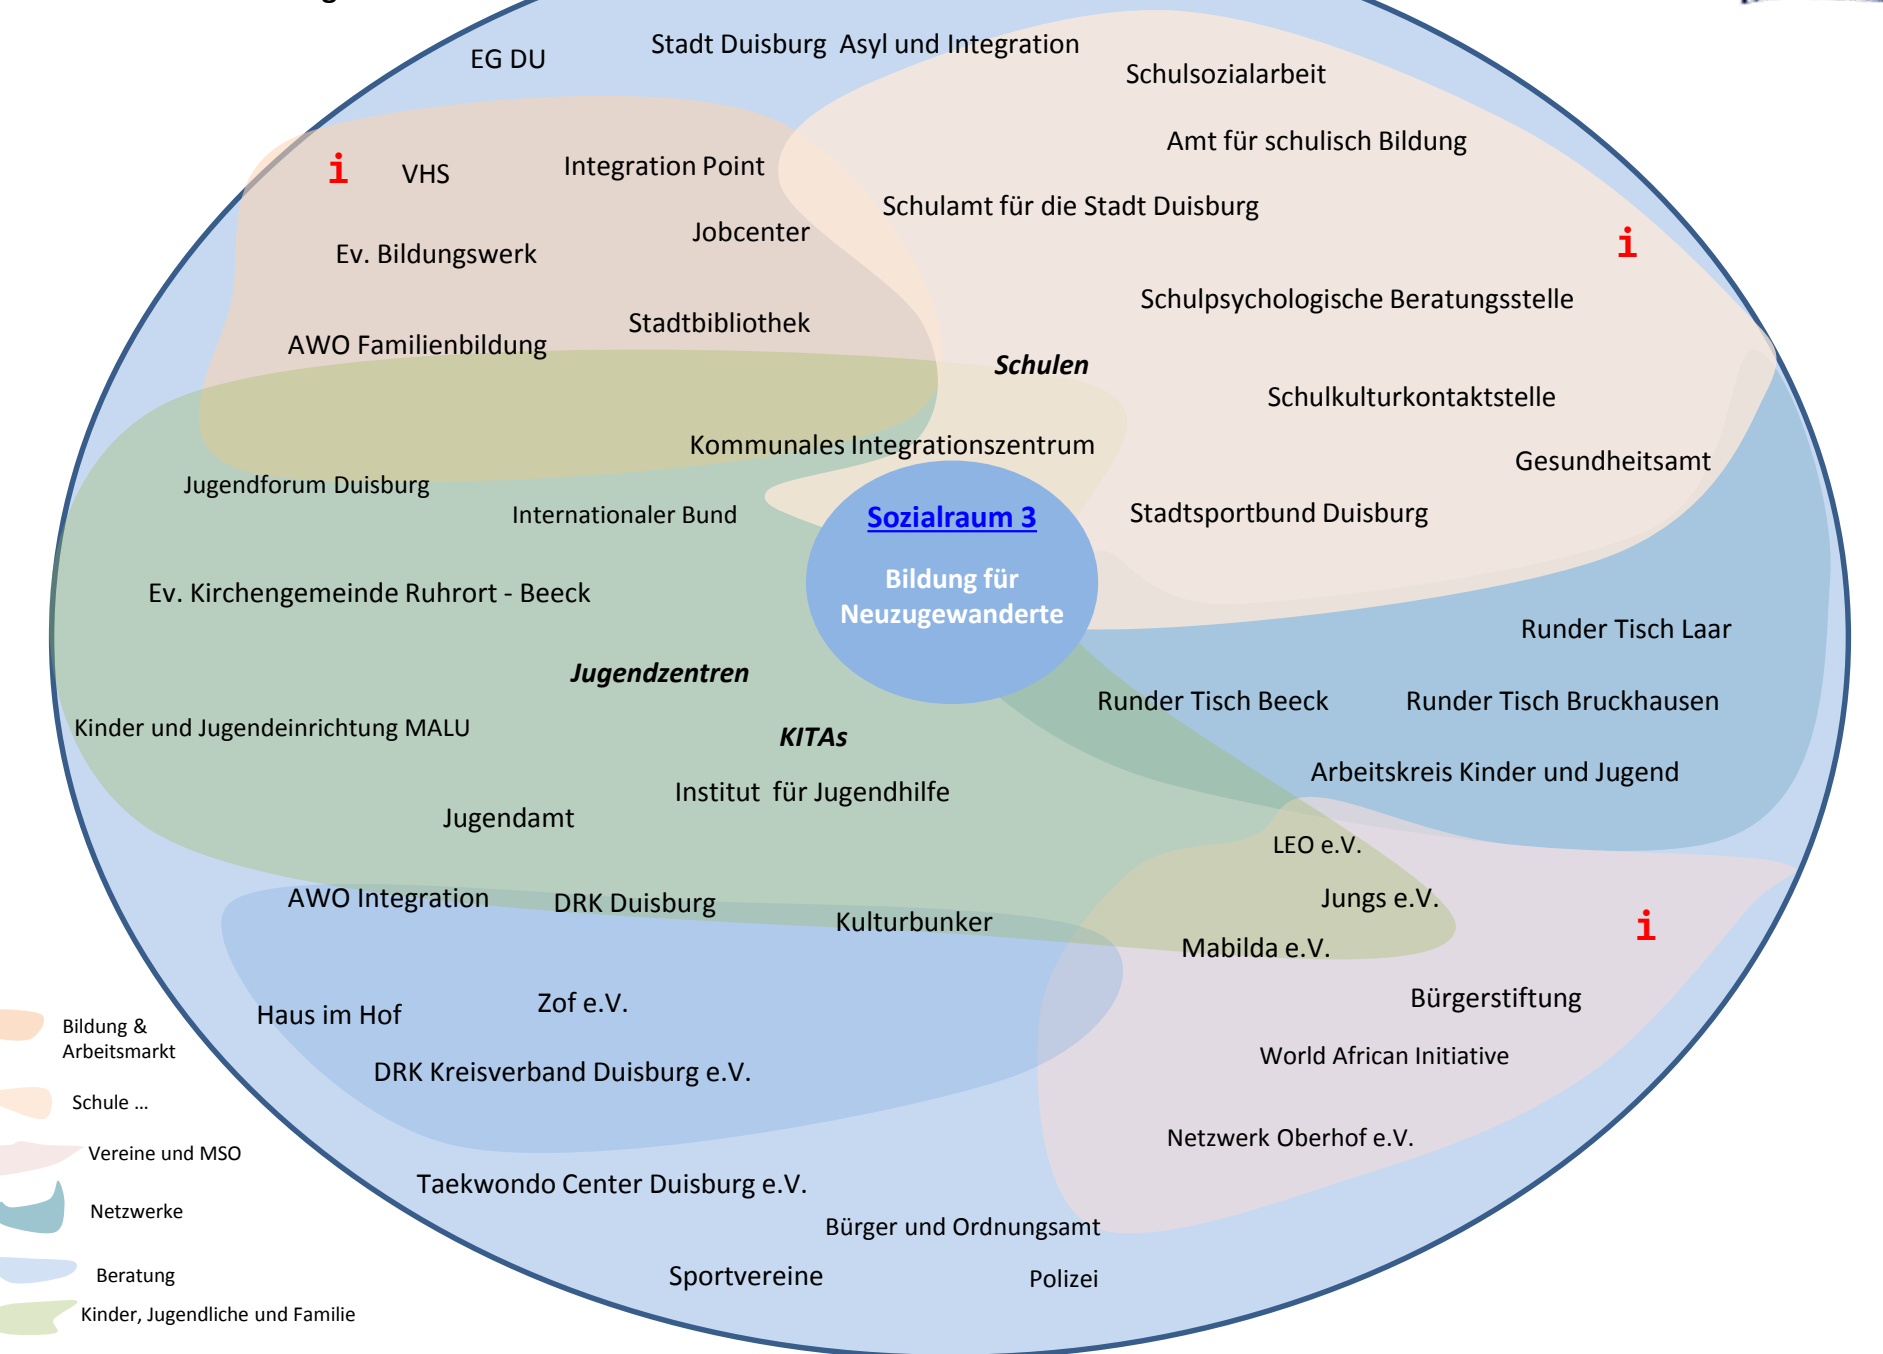 EG DU
Stadt Duisburg Asyl und Integration
Schulsozialarbeit
Amt für schulisch Bildung
i
VHS
Integration Point
Schulamt für die Stadt Duisburg
Jobcenter
i
Ev. Bildungswerk
Schulpsychologische Beratungsstelle
Stadtbibliothek
AWO Familienbildung
Schulen
Schulkulturkontaktstelle
Kommunales Integrationszentrum
Gesundheitsamt
Jugendforum Duisburg
Internationaler Bund
Sozialraum 3
Stadtsportbund Duisburg
Bildung für
Neuzugewanderte
Ev. Kirchengemeinde Ruhrort - Beeck
Runder Tisch Laar
Jugendzentren
Runder Tisch Beeck
Runder Tisch Bruckhausen
Kinder und Jugendeinrichtung MALU
KITAs
Arbeitskreis Kinder und Jugend
Institut für Jugendhilfe
Jugendamt
LEO e.V.
AWO Integration
DRK Duisburg
Jungs e.V.
Kulturbunker
i
Mabilda e.V.
Haus im Hof
Zof e.V.
Bürgerstiftung
World African Initiative
DRK Kreisverband Duisburg e.V.
Netzwerk Oberhof e.V.
Taekwondo Center Duisburg e.V.
Bürger und Ordnungsamt
Sportvereine
Polizei
Bildung &
Arbeitsmarkt
Schule ...
Vereine und MSO
Netzwerke
Beratung
Kinder, Jugendliche und Familie